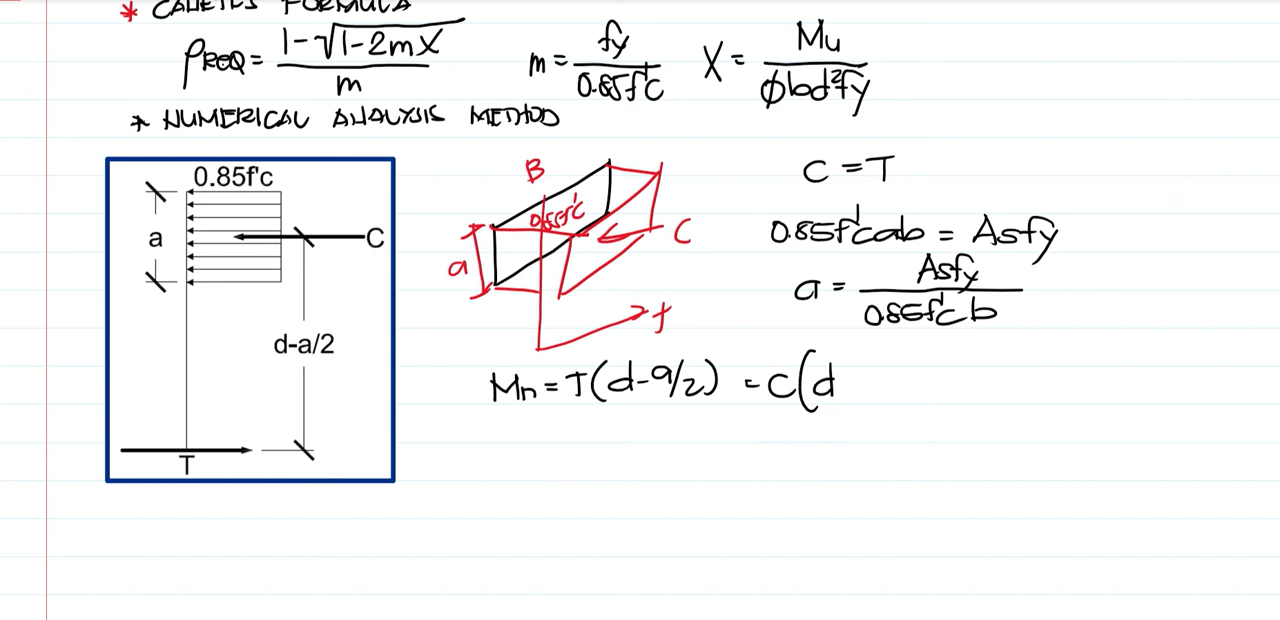 * FORMULA
ρREQ = 1-√1-2mX / m    m = fy / 0.85f'c    X = Mu / φbd²fy
* NUMERICAL ANALYSIS METHOD
0.85f'c
a
C
d-a/2
T
B
0.85f'c
a
C
f
C = T
0.85f'cab = Asfy
a = Asfy / 0.85f'cb
Mn = T(d-a/2) = C(d